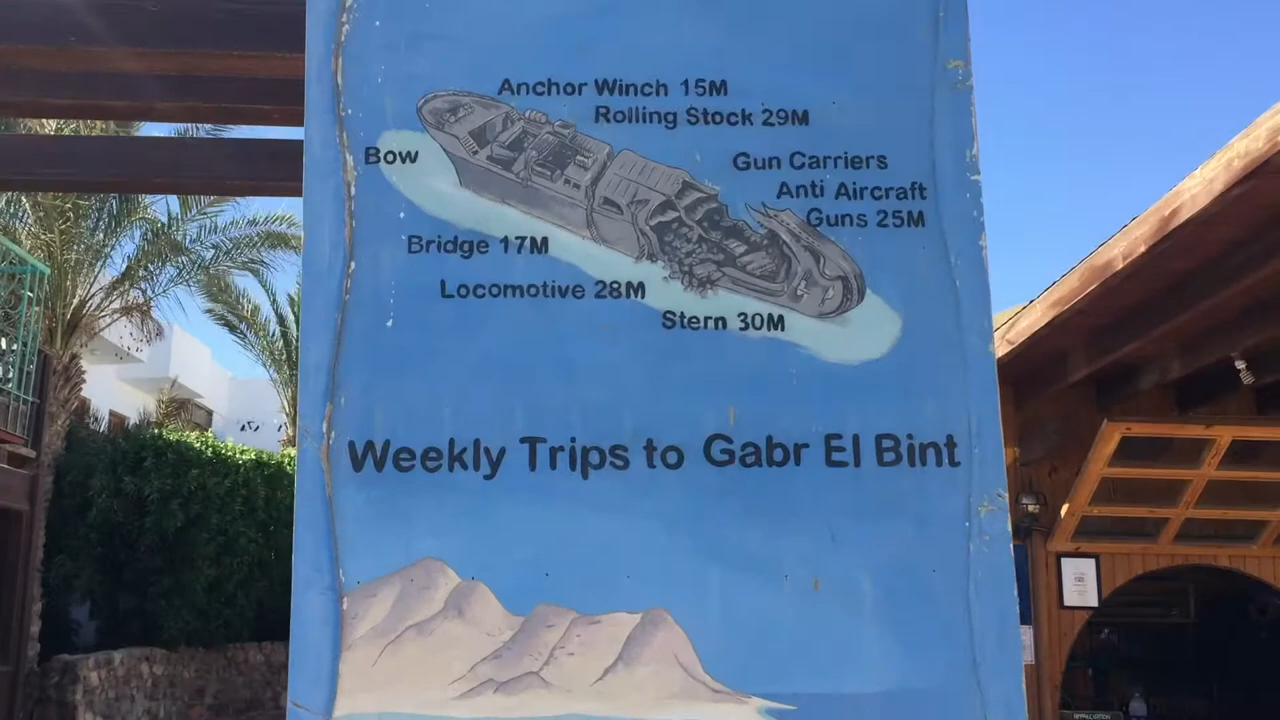 Anchor Winch 15M
Rolling Stock 29M
Bow
Gun Carriers
Anti Aircraft
Guns 25M
Bridge 17M
Locomotive 28M
Stern 30M
Weekly Trips to Gabr El Bint